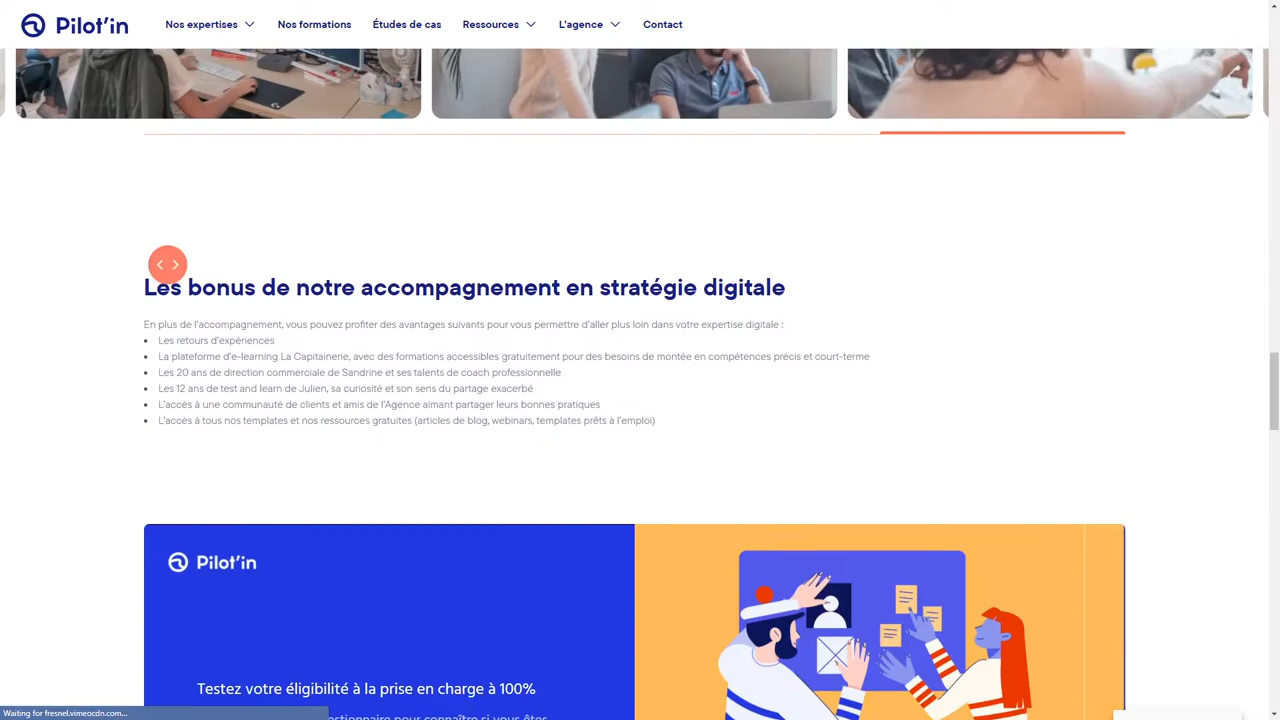 Pilot'in
Nos expertises
Nos formations
Études de cas
Ressources
L'agence
Contact
Les bonus de notre accompagnement en stratégie digitale
En plus de l'accompagnement, vous pouvez profiter des avantages suivants pour vous permettre d'aller plus loin dans votre expertise digitale :
Les retours d'expériences
La plateforme d'e-learning La Capitainerie, avec des formations accessibles gratuitement pour des besoins de montée en compétences précis et court-terme
Les 20 ans de direction commerciale de Sandrine et ses talents de coach professionnelle
Les 12 ans de test and learn de Julien, sa curiosité et son sens du partage exacerbé
L'accès à une communauté de clients et amis de l'Agence aimant partager leurs bonnes pratiques
L'accès à tous nos templates et nos ressources gratuites (articles de blog, webinars, templates prêts à l'emploi)
Pilot'in
Testez votre éligibilité à la prise en charge à 100%
pour connaître si vous êtes
Waiting for fresnel.vimeocdn.com...